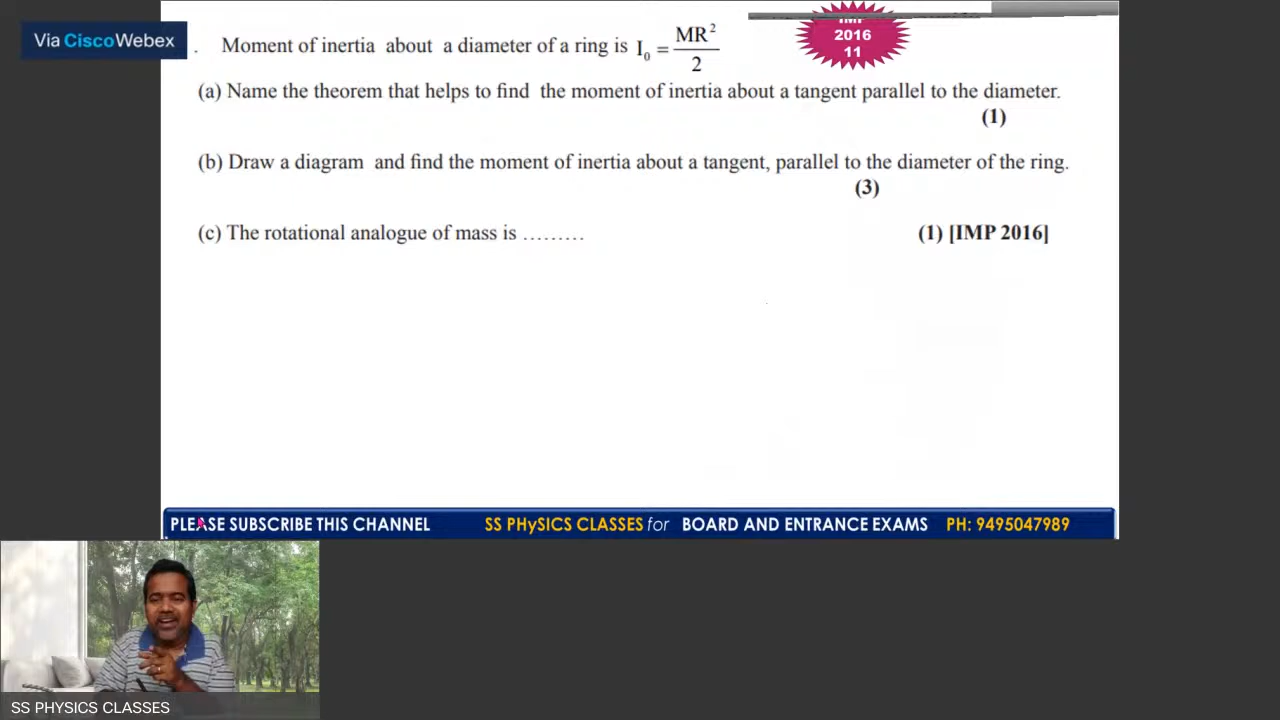 Via Cisco Webex
IMP
2016
11
. Moment of inertia about a diameter of a ring is I₀ = MR²/2
(a) Name the theorem that helps to find the moment of inertia about a tangent parallel to the diameter.
(1)
(b) Draw a diagram and find the moment of inertia about a tangent, parallel to the diameter of the ring.
(3)
(c) The rotational analogue of mass is ......... (1) [IMP 2016]
PLEASE SUBSCRIBE THIS CHANNEL SS PHySICS CLASSES for BOARD AND ENTRANCE EXAMS PH: 9495047989
SS PHYSICS CLASSES